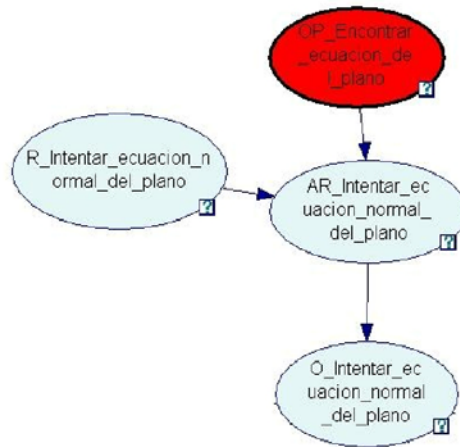 OP_Encontrar
_ecuacion_de
l_plano
?
R_Intentar_ecuacion_n
ormal_del_plano
?
AR_Intentar_ec
uacion_normal_
del_plano
?
O_Intentar_ec
uacion_normal
_del_plano
?